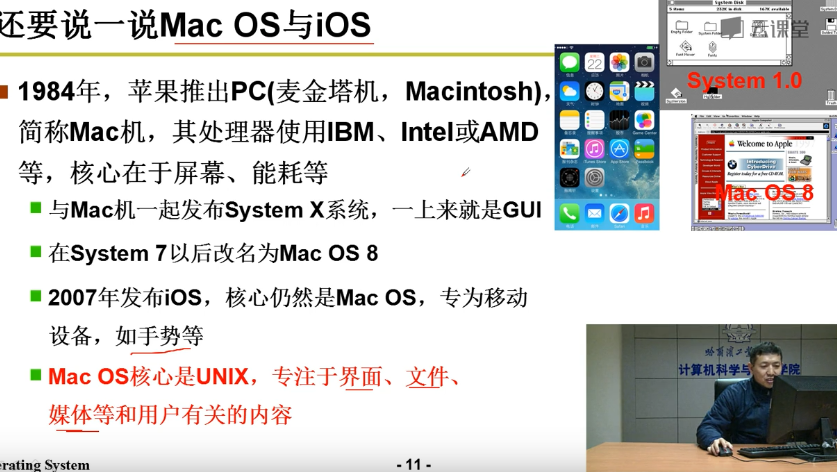 还要说一说Mac OS与iOS
1984年，苹果推出PC(麦金塔机，Macintosh)，
简称Mac机，其处理器使用IBM、Intel或AMD
等，核心在于屏幕、能耗等
与Mac机一起发布System X系统，一上来就是GUI
在System 7以后改名为Mac OS 8
2007年发布iOS，核心仍然是Mac OS，专为移动
设备，如手势等
Mac OS核心是UNIX，专注于界面、文件、
媒体等和用户有关的内容
System Disk
云课堂
System 1.0
Welcome to Apple
Mac OS 8
计算机科学与
学院
erating System
- 11 -